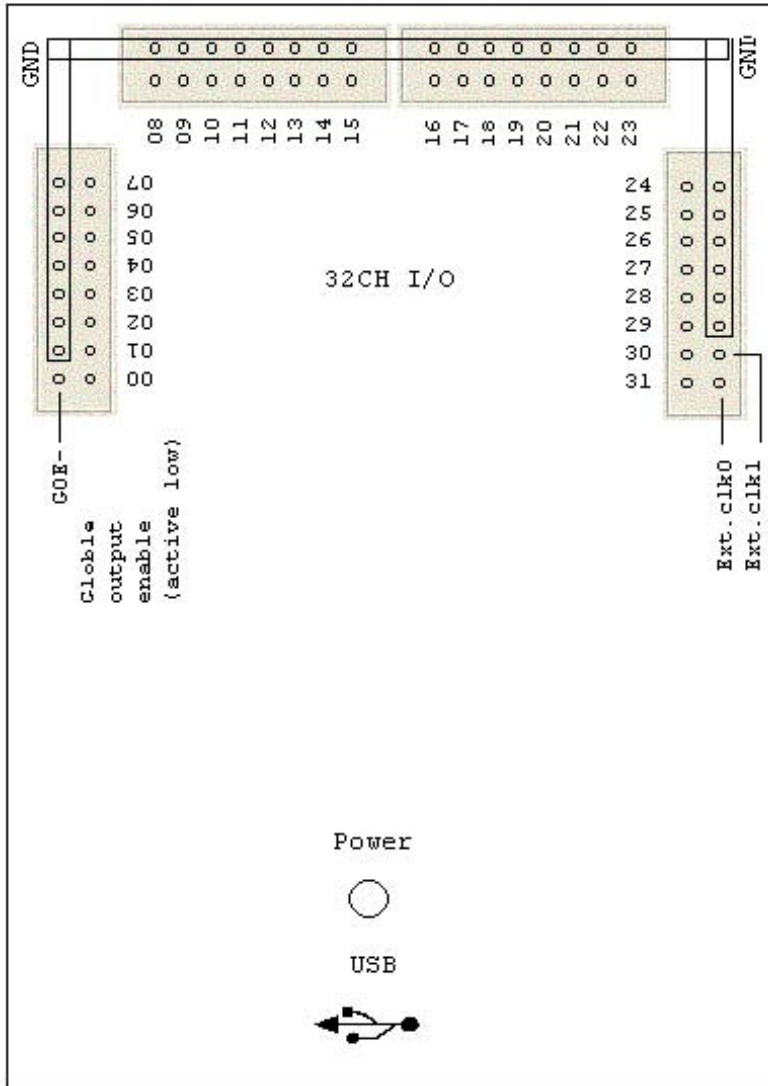 GND
GND
08 09 10 11 12 13 14 15
16 17 18 19 20 21 22 23
07
06
05
04
03
02
01
00
24
25
26
27
28
29
30
31
32CH I/O
GOE-
Globle
output
enable
(active low)
Ext.clk0
Ext.clk1
Power
USB